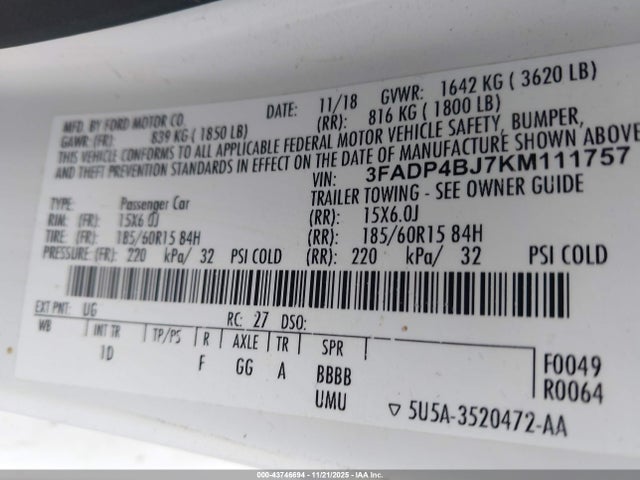 MFD. BY FORD MOTOR CO. DATE: 11/18 GVWR: 1642 KG ( 3620 LB)
GAWR: (FR): 839 KG ( 1850 LB) (RR): 816 KG ( 1800 LB)
THIS VEHICLE CONFORMS TO ALL APPLICABLE FEDERAL MOTOR VEHICLE SAFETY, BUMPER,
AND THEFT PREVENTION STANDARDS IN EFFECT ON THE DATE OF MANUFACTURE SHOWN ABOVE
VIN: 3FADP4BJ7KM111757
TYPE: Passenger Car TRAILER TOWING - SEE OWNER GUIDE
RIM: (FR): 15X6.0J (RR): 15X6.0J
TIRE: (FR): 185/60R15 84H (RR): 185/60R15 84H
PRESSURE: (FR): 220 kPa/ 32 PSI COLD (RR): 220 kPa/ 32 PSI COLD
EXT PNT: UG RC: 27 DSO:
WB INT TR TP/PS R AXLE TR SPR F0049
1D F GG A BBBB R0064
UMU ▽ 5U5A-3520472-AA
000-43746694 - 11/21/2025 - IAA Inc.